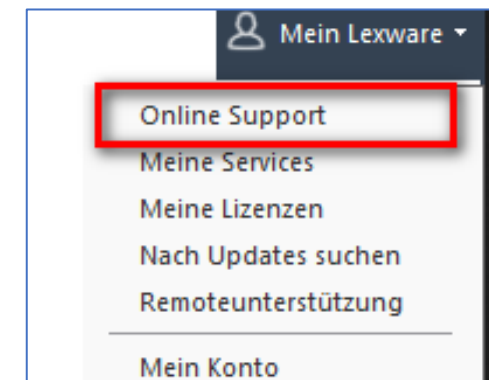 Mein Lexware
Online Support
Meine Services
Meine Lizenzen
Nach Updates suchen
Remoteunterstützung
Mein Konto